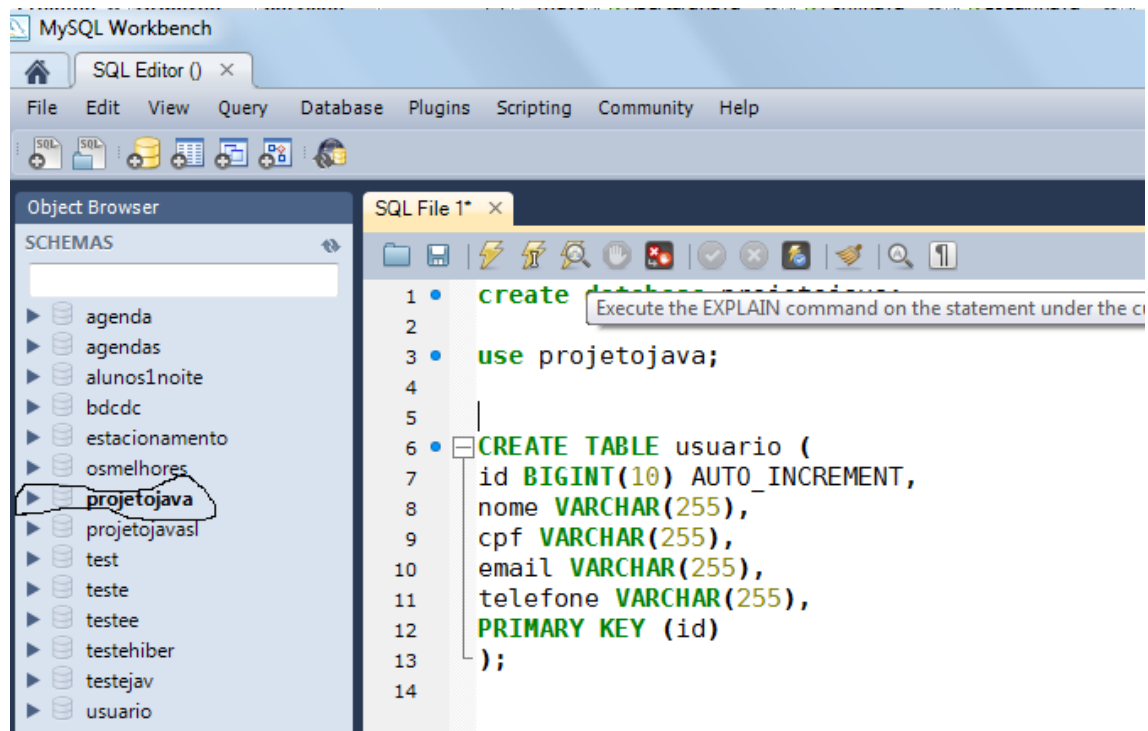 MySQL Workbench
SQL Editor () ×
File Edit View Query Database Plugins Scripting Community Help
SQL SQL
Object Browser
SCHEMAS
agenda
agendas
alunos1noite
bdcdc
estacionamento
osmelhores
projetojava
projetojavasl
test
teste
testee
testehiber
testejav
usuario
SQL File 1* ×
1 create database projetojava;
Execute the EXPLAIN command on the statement under the
2
3 use projetojava;
4
5
6 CREATE TABLE usuario (
7 id BIGINT(10) AUTO_INCREMENT,
8 nome VARCHAR(255),
9 cpf VARCHAR(255),
10 email VARCHAR(255),
11 telefone VARCHAR(255),
12 PRIMARY KEY (id)
13 );
14